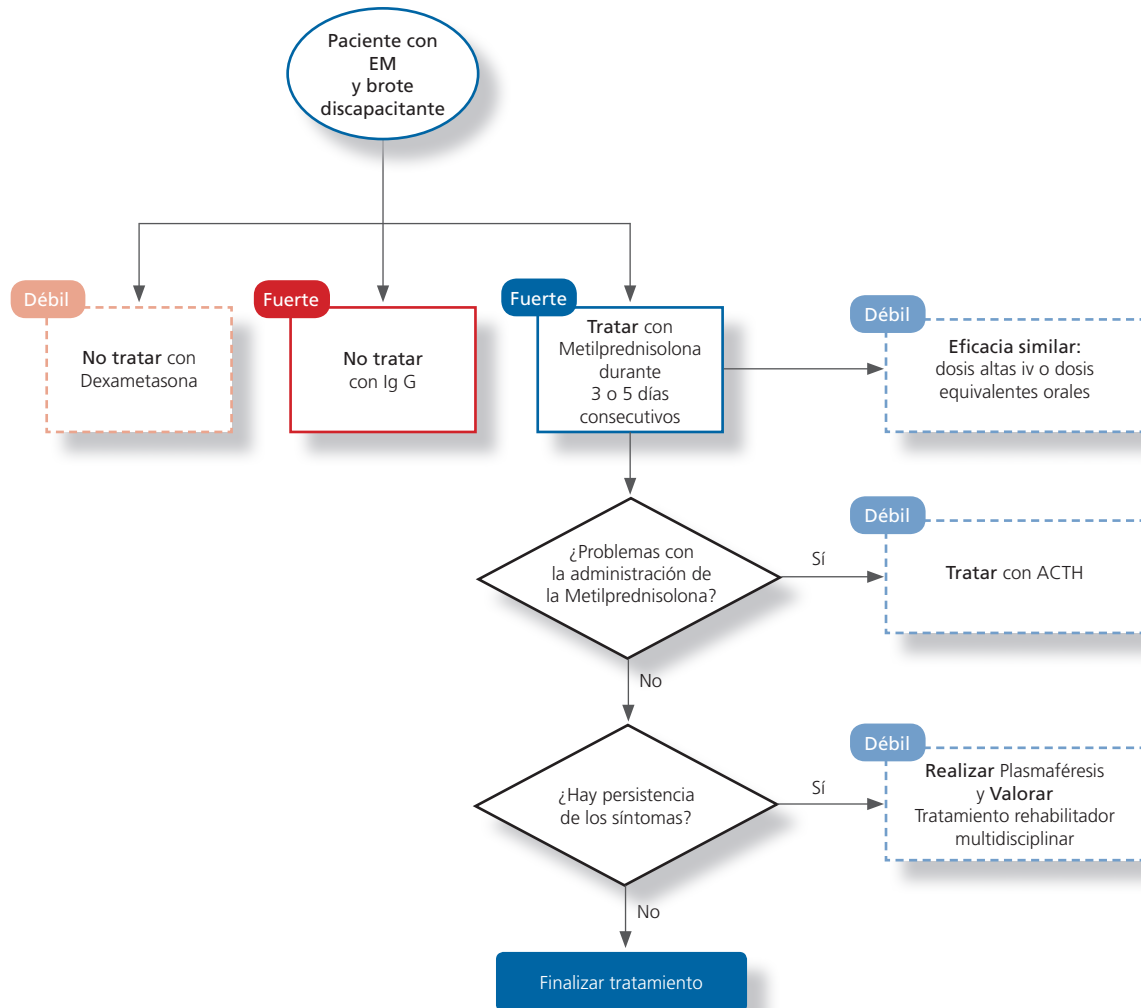 Paciente con
EM
y brote
discapacitante
Débil
No tratar con
Dexametasona
Fuerte
No tratar
con Ig G
Fuerte
Tratar con
Metilprednisolona
durante
3 o 5 días
consecutivos
Débil
Eficacia similar:
dosis altas iv o dosis
equivalentes orales
¿Problemas con
la administración de
la Metilprednisolona?
Sí
Débil
Tratar con ACTH
No
¿Hay persistencia
de los síntomas?
Sí
Débil
Realizar Plasmaféresis
y Valorar
Tratamiento rehabilitador
multidisciplinar
No
Finalizar tratamiento